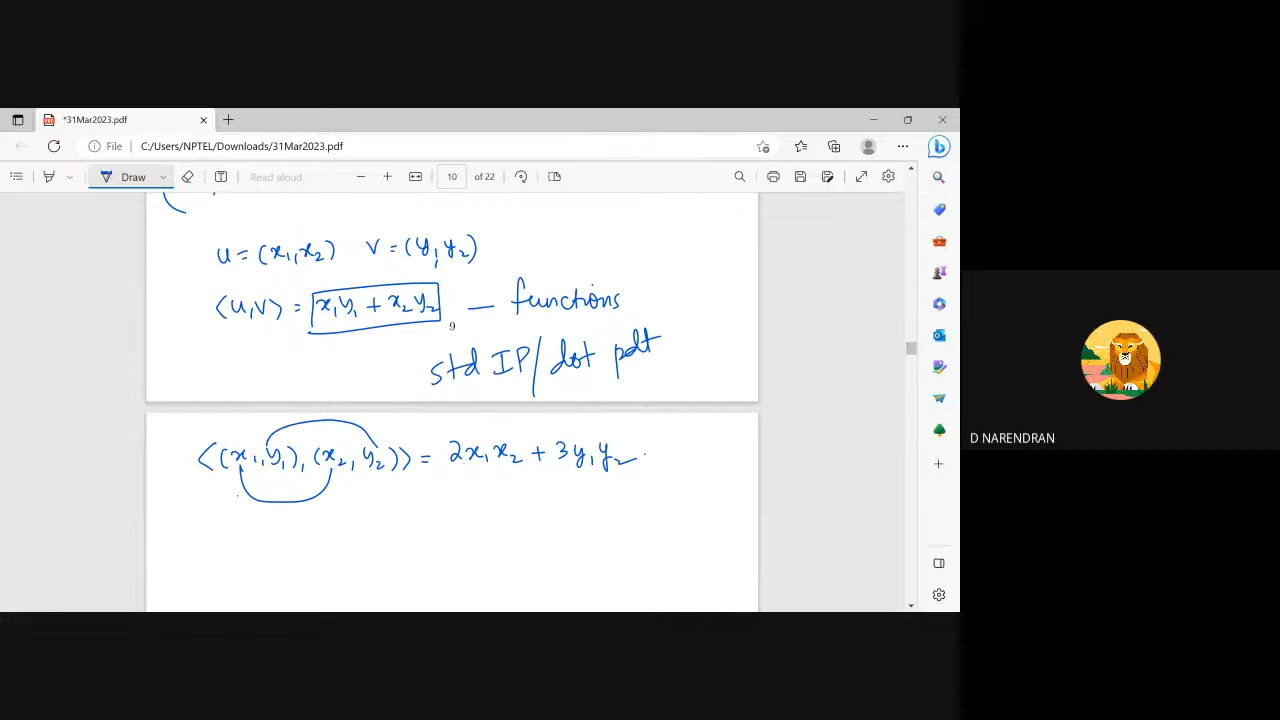 *31Mar2023.pdf
File C:/Users/NPTEL/Downloads/31Mar2023.pdf
Draw Read aloud 10 of 22
u = (x₁, x₂) v = (y₁, y₂)
⟨u, v⟩ = x₁y₁ + x₂y₂ — functions
9
std IP / dot pdt
⟨(x₁, y₁), (x₂, y₂)⟩ = 2x₁x₂ + 3y₁y₂.
D NARENDRAN